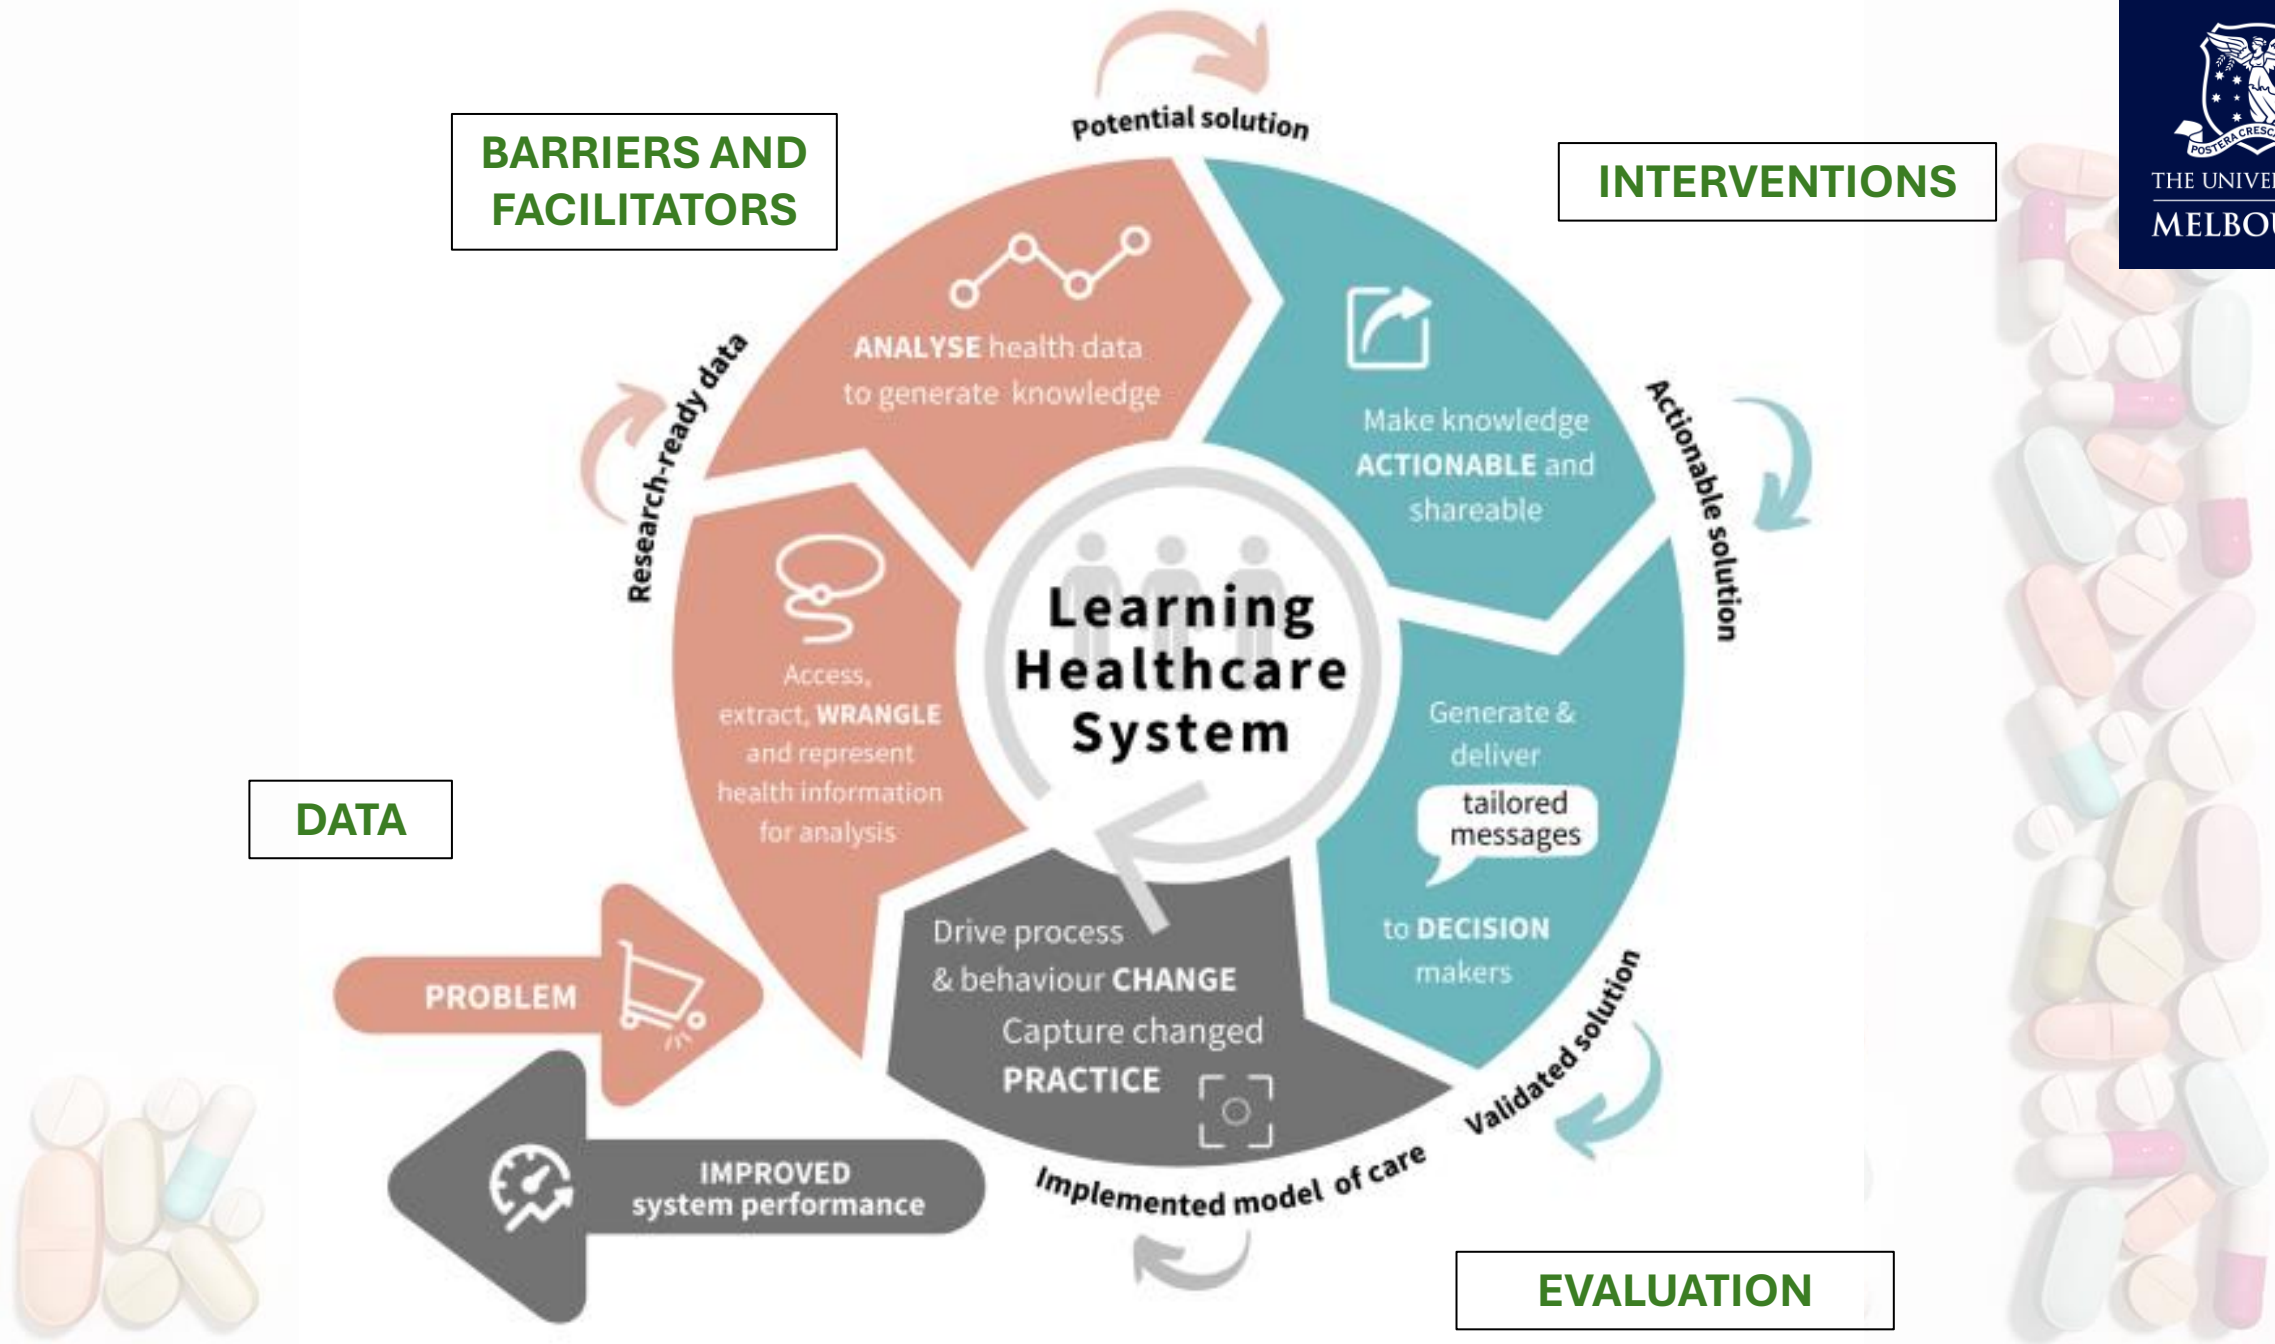 BARRIERS AND
FACILITATORS
Potential solution
INTERVENTIONS
MELBO
THE UNIVE
ANALYSE health data
to generate knowledge
Research-ready data
Make knowledge
ACTIONABLE and
shareable
Actionable solution
Learning
Healthcare
System
Access,
extract, WRANGLE
and represent
health information
for analysis
Generate &
deliver
tailored
messages
to DECISION
makers
DATA
PROBLEM
Drive process
& behaviour CHANGE
Capture changed
PRACTICE
Validated solution
IMPROVED
system performance
Implemented model of care
EVALUATION